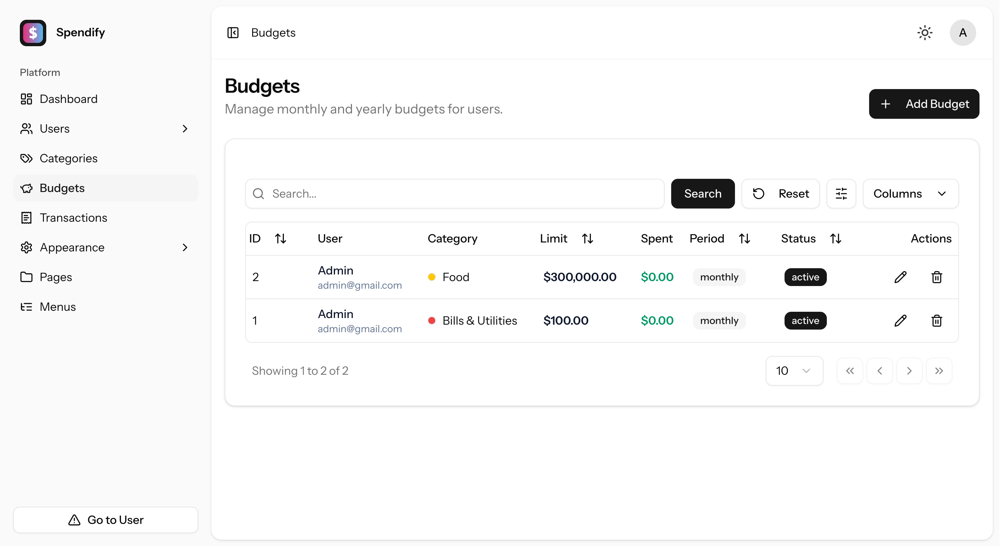 Spendify
Platform
Dashboard
Users
Categories
Budgets
Transactions
Appearance
Pages
Menus
Go to User
Budgets
A
Budgets
Manage monthly and yearly budgets for users.
Add Budget
Search...
Search
Reset
Columns
ID User Category Limit Spent Period Status Actions
2 Admin Food $300,000.00 $0.00 monthly active
admin@gmail.com
1 Admin Bills & Utilities $100.00 $0.00 monthly active
admin@gmail.com
Showing 1 to 2 of 2
10